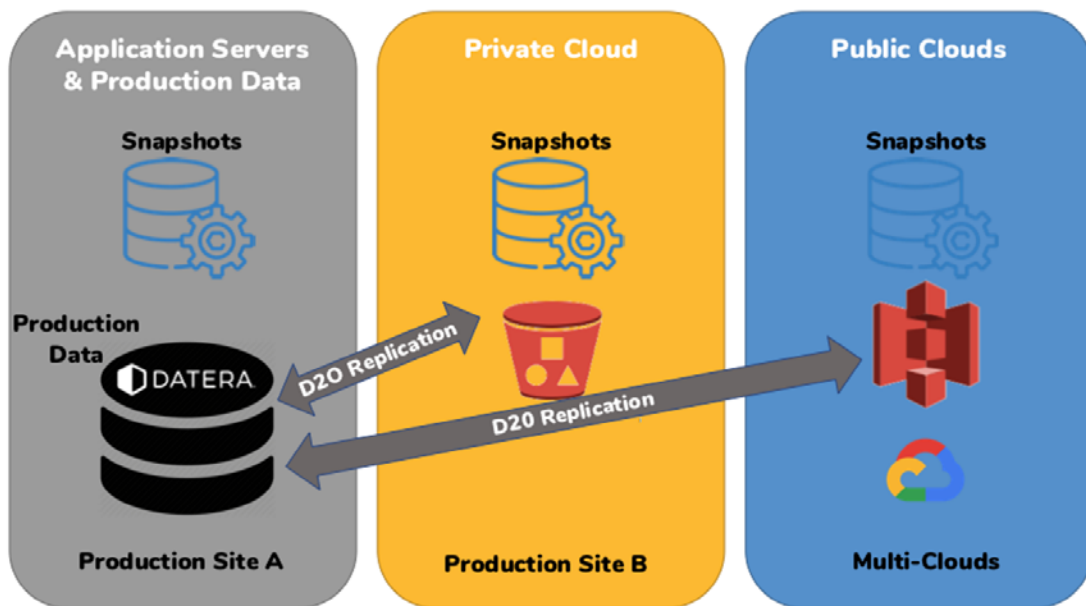 Application Servers
& Production Data
Snapshots
Production
Data
DATERA
Production Site A
Private Cloud
Snapshots
D2O Replication
D20 Replication
Production Site B
Public Clouds
Snapshots
Multi-Clouds